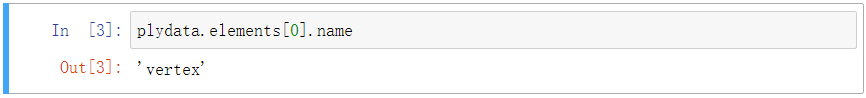 In [3]: plydata.elements[0].name
Out[3]: 'vertex'